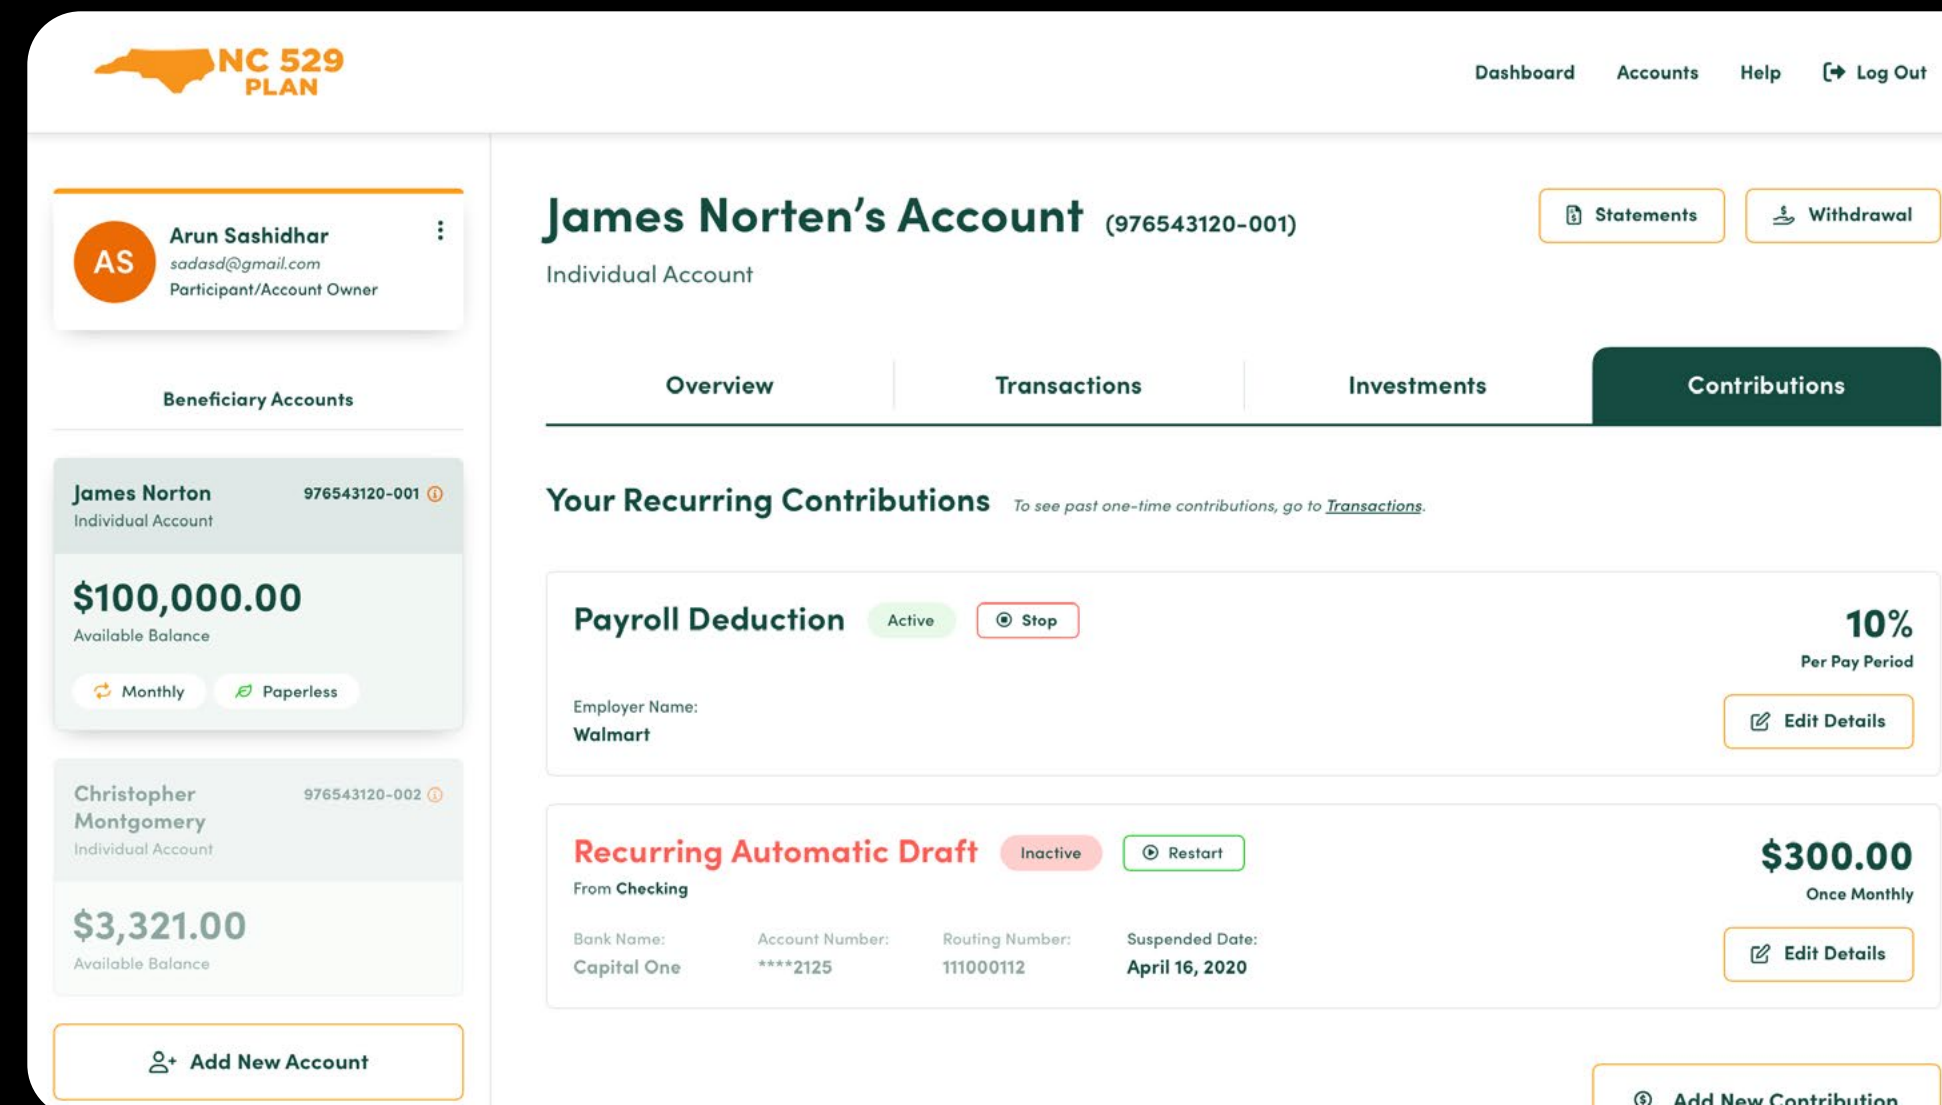 NC 529
PLAN
Dashboard Accounts Help Log Out
AS
Arun Sashidhar
sadasd@gmail.com
Participant/Account Owner
Beneficiary Accounts
James Norton 976543120-001
Individual Account
$100,000.00
Available Balance
Monthly Paperless
Christopher Montgomery 976543120-002
Individual Account
$3,321.00
Available Balance
Add New Account
James Norten’s Account (976543120-001)
Individual Account
Statements Withdrawal
Overview Transactions Investments Contributions
Your Recurring Contributions To see past one-time contributions, go to Transactions.
Payroll Deduction Active Stop
10%
Per Pay Period
Employer Name:
Walmart
Edit Details
Recurring Automatic Draft Inactive Restart
From Checking
$300.00
Once Monthly
Bank Name: Account Number: Routing Number: Suspended Date:
Capital One ****2125 111000112 April 16, 2020
Edit Details
Add New Contribution